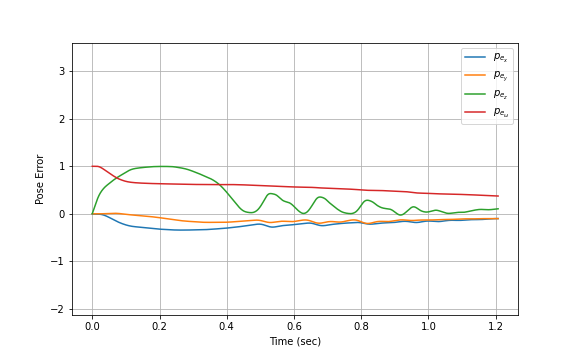 3
2
1
0
−1
−2
Pose Error
0.0 0.2 0.4 0.6 0.8 1.0 1.2
Time (sec)
p_{e_x}
p_{e_y}
p_{e_z}
p_{e_ω}